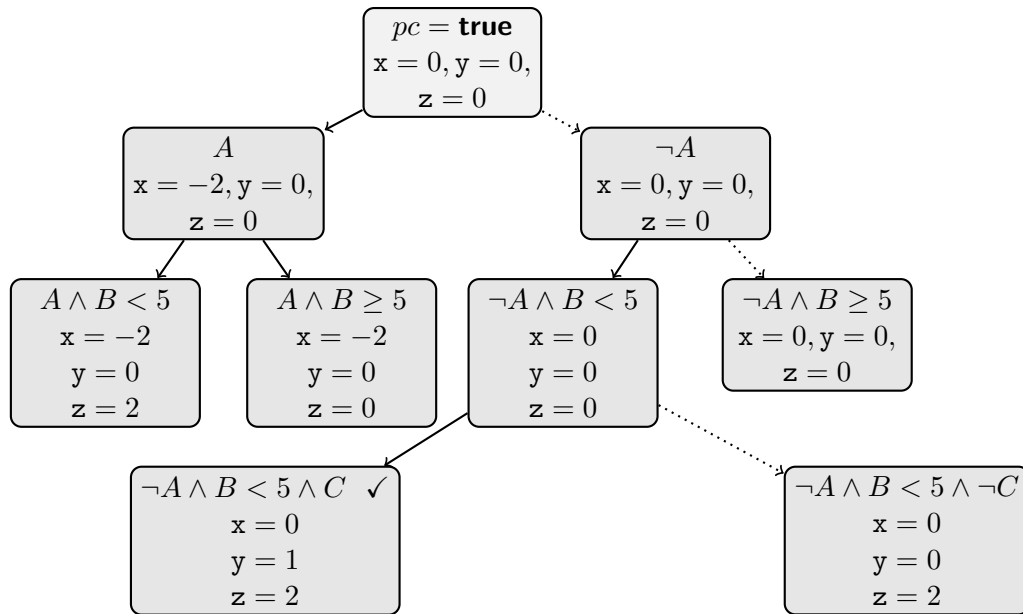 pc = true
x = 0, y = 0,
z = 0
A
x = −2, y = 0,
z = 0
¬A
x = 0, y = 0,
z = 0
A ∧ B < 5
x = −2
y = 0
z = 2
A ∧ B ≥ 5
x = −2
y = 0
z = 0
¬A ∧ B < 5
x = 0
y = 0
z = 0
¬A ∧ B ≥ 5
x = 0, y = 0,
z = 0
¬A ∧ B < 5 ∧ C ✓
x = 0
y = 1
z = 2
¬A ∧ B < 5 ∧ ¬C
x = 0
y = 0
z = 2